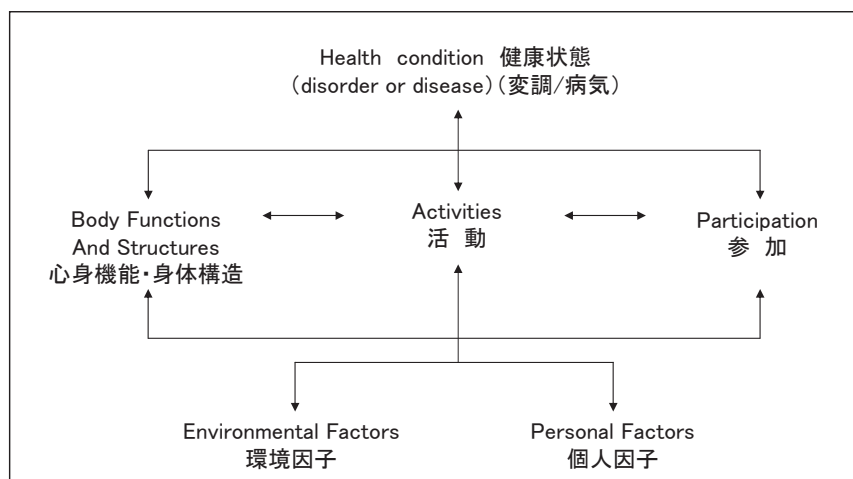 Health condition 健康状態
(disorder or disease)(変調/病気)
Body Functions
And Structures
心身機能・身体構造
Activities
活 動
Participation
参 加
Environmental Factors
環境因子
Personal Factors
個人因子